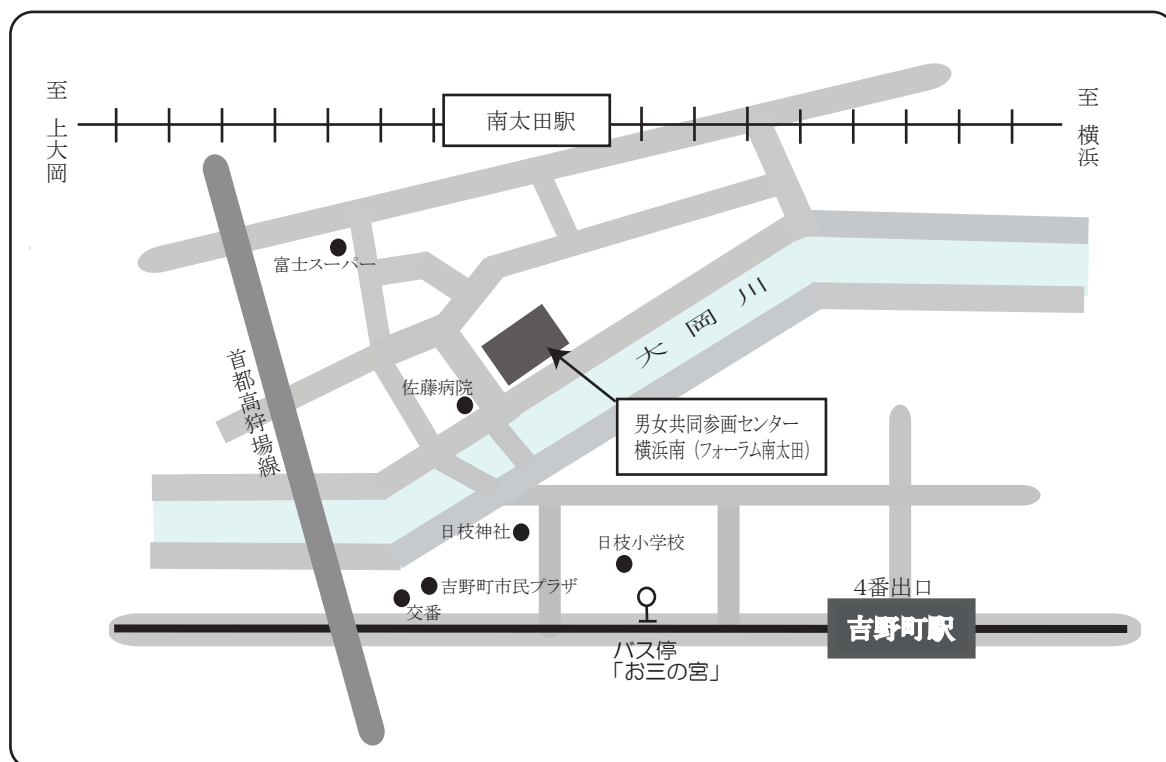 至 上大岡
南太田駅
至 横浜
富士スーパー
首都高狩場線
大岡川
佐藤病院
男女共同参画センター
横浜南（フォーラム南太田）
日枝神社
日枝小学校
吉野町市民プラザ
交番
4番出口
吉野町駅
バス停
「お三の宮」